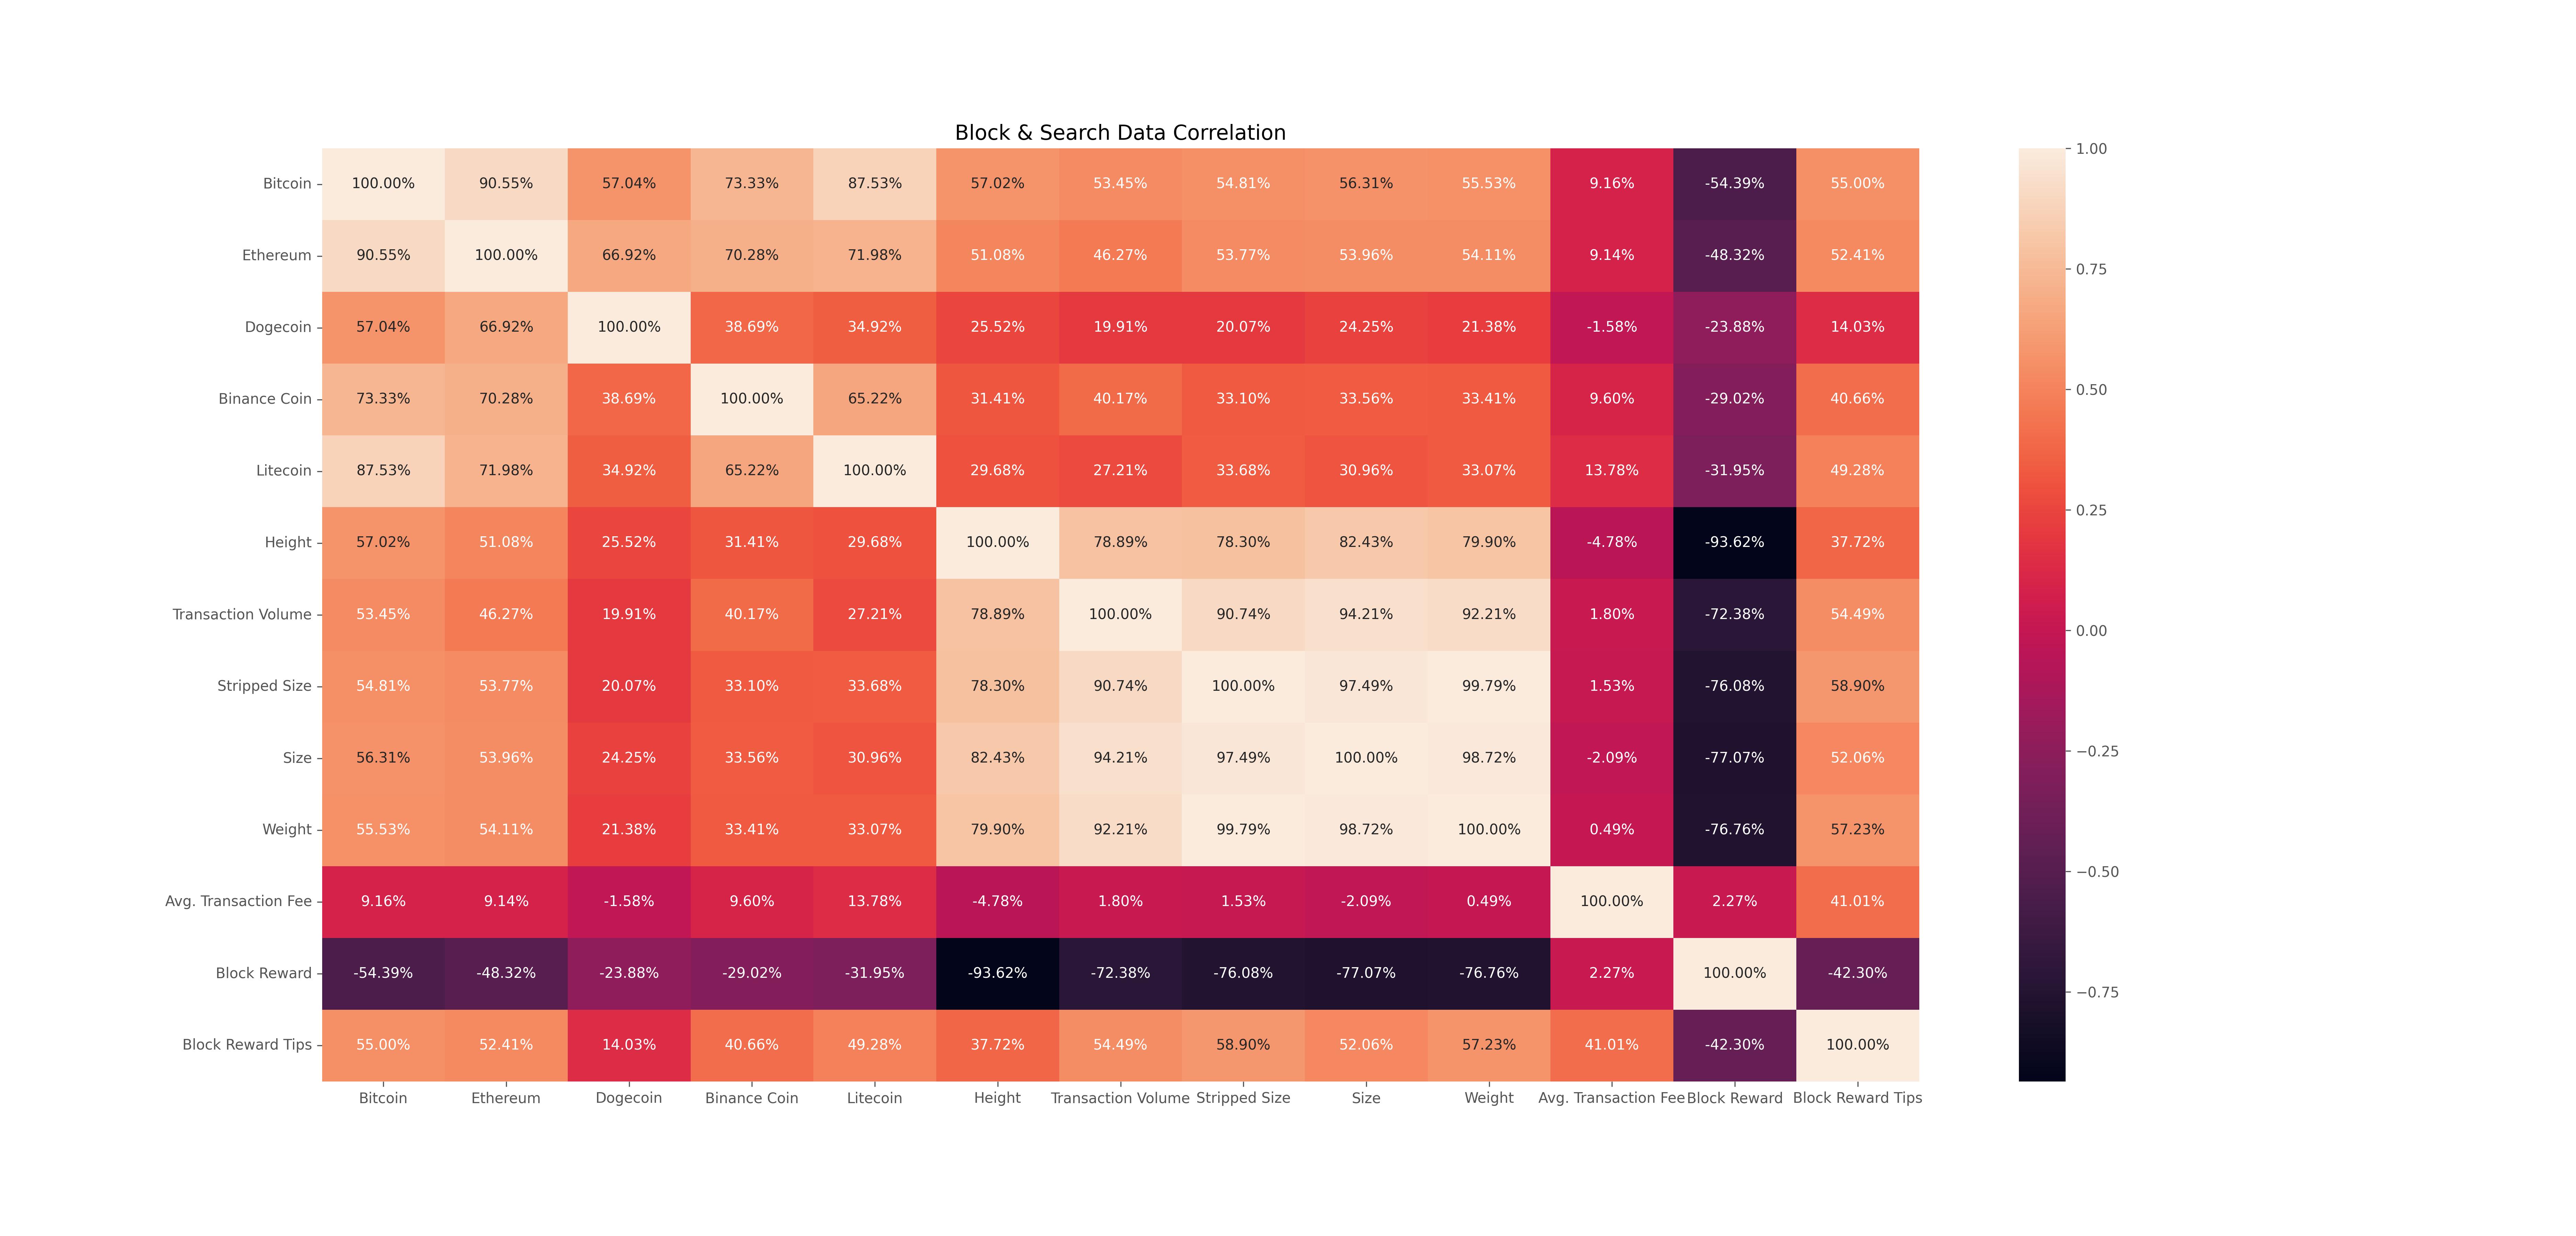 Block & Search Data Correlation
Bitcoin 100.00% 90.55% 57.04% 73.33% 87.53% 57.02% 53.45% 54.81% 56.31% 55.53% 9.16% -54.39% 55.00%
Ethereum 90.55% 100.00% 66.92% 70.28% 71.98% 51.08% 46.27% 53.77% 53.96% 54.11% 9.14% -48.32% 52.41%
Dogecoin 57.04% 66.92% 100.00% 38.69% 34.92% 25.52% 19.91% 20.07% 24.25% 21.38% -1.58% -23.88% 14.03%
Binance Coin 73.33% 70.28% 38.69% 100.00% 65.22% 31.41% 40.17% 33.10% 33.56% 33.41% 9.60% -29.02% 40.66%
Litecoin 87.53% 71.98% 34.92% 65.22% 100.00% 29.68% 27.21% 33.68% 30.96% 33.07% 13.78% -31.95% 49.28%
Height 57.02% 51.08% 25.52% 31.41% 29.68% 100.00% 78.89% 78.30% 82.43% 79.90% -4.78% -93.62% 37.72%
Transaction Volume 53.45% 46.27% 19.91% 40.17% 27.21% 78.89% 100.00% 90.74% 94.21% 92.21% 1.80% -72.38% 54.49%
Stripped Size 54.81% 53.77% 20.07% 33.10% 33.68% 78.30% 90.74% 100.00% 97.49% 99.79% 1.53% -76.08% 58.90%
Size 56.31% 53.96% 24.25% 33.56% 30.96% 82.43% 94.21% 97.49% 100.00% 98.72% -2.09% -77.07% 52.06%
Weight 55.53% 54.11% 21.38% 33.41% 33.07% 79.90% 92.21% 99.79% 98.72% 100.00% 0.49% -76.76% 57.23%
Avg. Transaction Fee 9.16% 9.14% -1.58% 9.60% 13.78% -4.78% 1.80% 1.53% -2.09% 0.49% 100.00% 2.27% 41.01%
Block Reward -54.39% -48.32% -23.88% -29.02% -31.95% -93.62% -72.38% -76.08% -77.07% -76.76% 2.27% 100.00% -42.30%
Block Reward Tips 55.00% 52.41% 14.03% 40.66% 49.28% 37.72% 54.49% 58.90% 52.06% 57.23% 41.01% -42.30% 100.00%
Bitcoin Ethereum Dogecoin Binance Coin Litecoin Height Transaction Volume Stripped Size Size Weight Avg. Transaction Fee Block Reward Block Reward Tips
1.00
0.75
0.50
0.25
0.00
−0.25
−0.50
−0.75